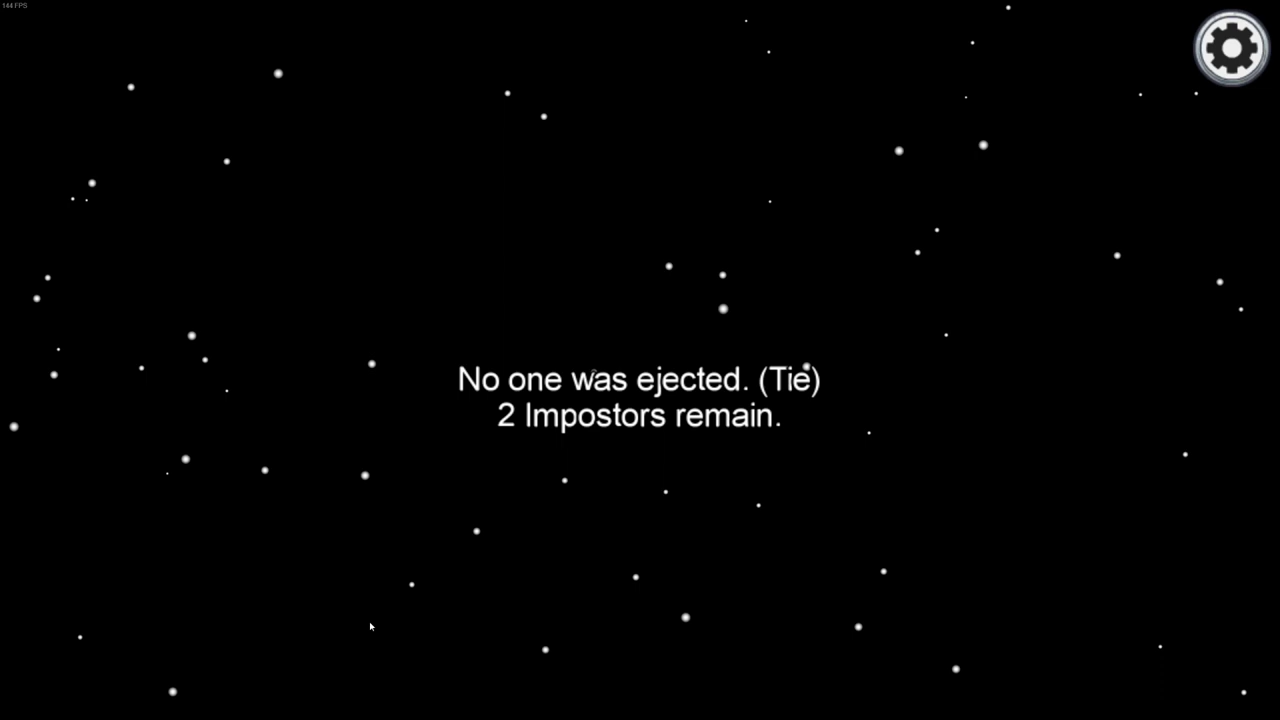 144 FPS
No one was ejected. (Tie)
2 Impostors remain.